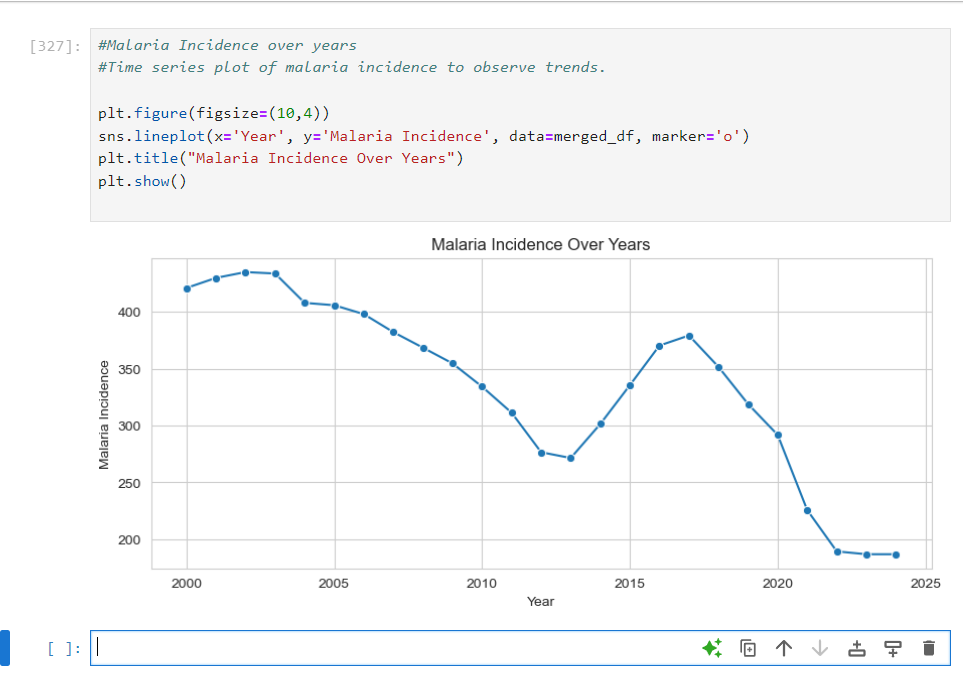 [327]:
#Malaria Incidence over years
#Time series plot of malaria incidence to observe trends.
plt.figure(figsize=(10,4))
sns.lineplot(x='Year', y='Malaria Incidence', data=merged_df, marker='o')
plt.title("Malaria Incidence Over Years")
plt.show()
Malaria Incidence Over Years
Malaria Incidence
400
350
300
250
200
2000 2005 2010 2015 2020 2025
Year
[ ]: